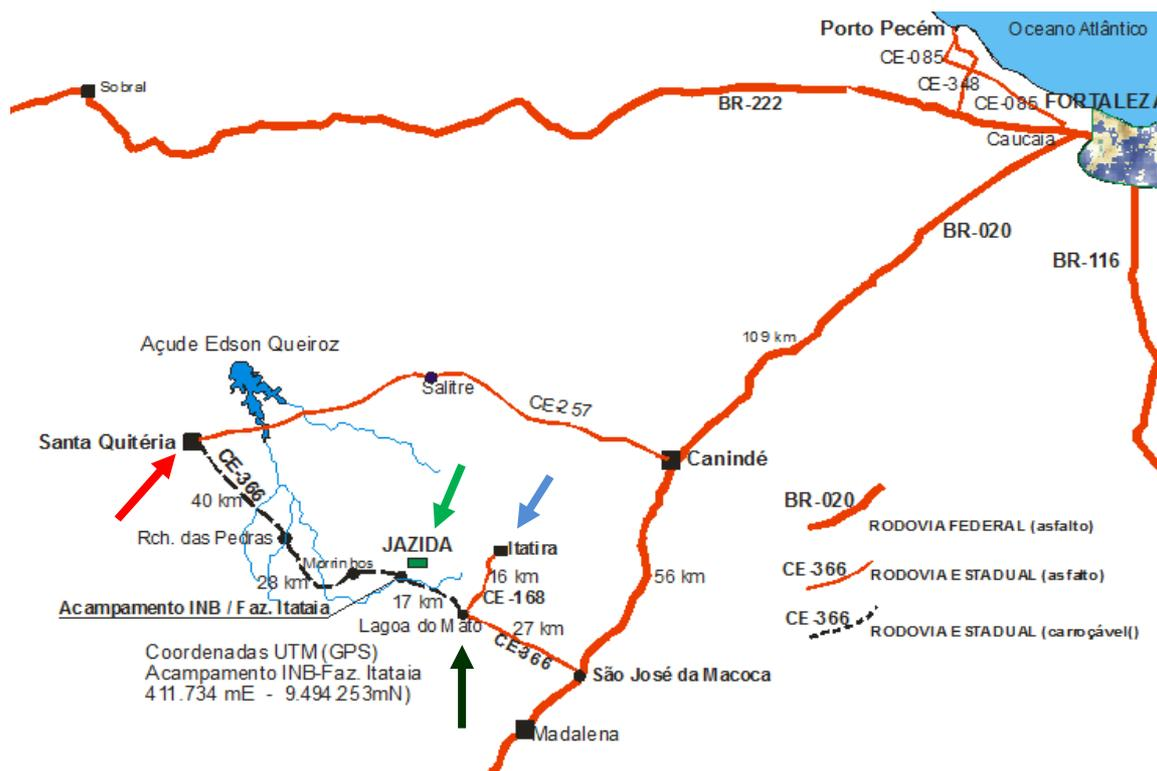 Porto Pecém
Oceano Atlântico
CE-085
Sobral
CE-348
CE-085
FORTALEZA
BR-222
Caucaia
BR-020
BR-116
109 km
Açude Edson Queiroz
Salitre
CE-257
Santa Quitéria
Canindé
CE-366
40 km
BR-020
RODOVIA FEDERAL (asfalto)
Rch. das Pedras
JAZIDA
Itatira
Morrinhos
28 km
16 km
56 km
CE-366
RODOVIA ESTADUAL (asfalto)
CE-168
17 km
Acampamento INB / Faz. Itataia
Lagoa do Mato
27 km
CE-366
CE-366
RODOVIA ESTADUAL (carroçável()
Coordenadas UTM (GPS)
Acampamento INB-Faz. Itataia
411.734 mE - 9.494.253mN)
São José da Macoca
Madalena